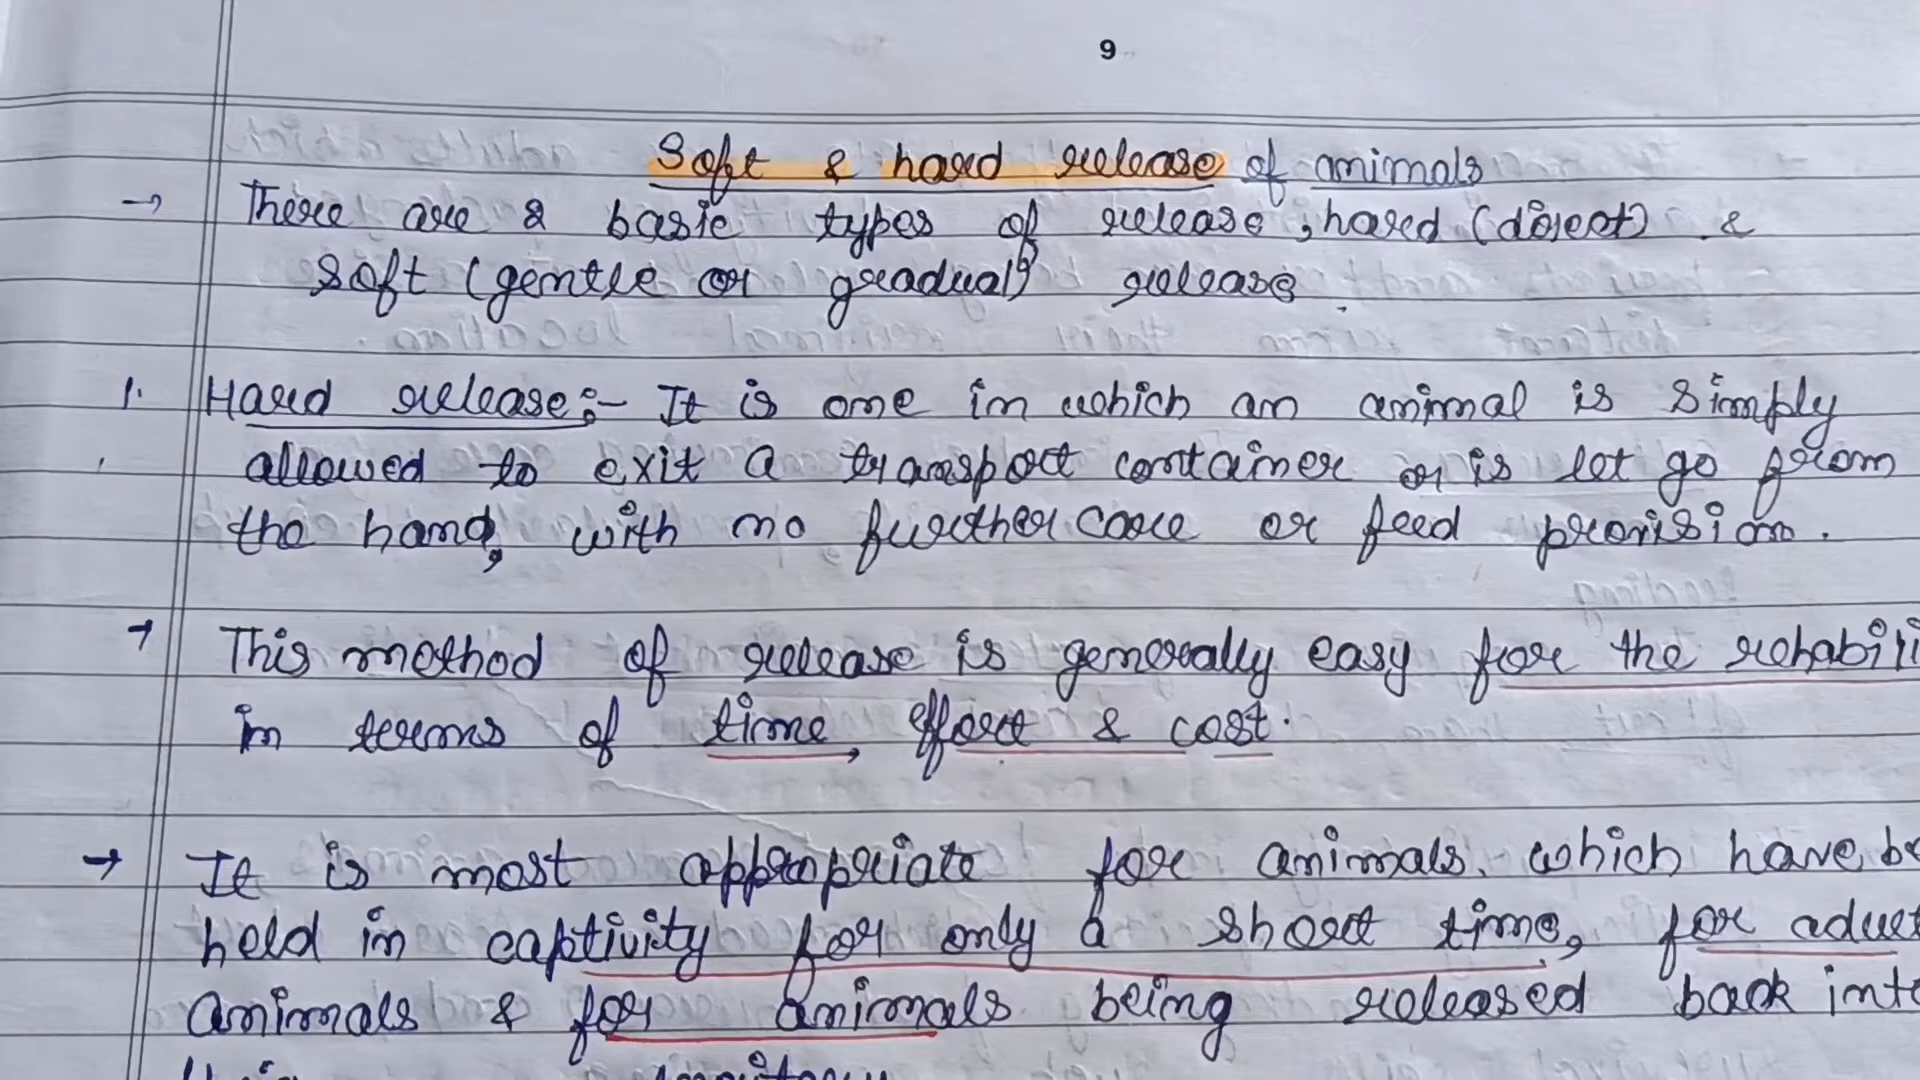 9
Soft & hard release of animals
→ There are 2 basic types of release, hard (direct) &
soft (gentle or gradual) release
1. Hard release:- It is one in which an animal is simply
allowed to exit a transport container or is let go from
the hand, with no further care or feed provision.
→ This method of release is generally easy for the rehabili
in terms of time, effort & cost.
→ It is most appropriate for animals which have be
held in captivity for only a short time, for adult
animals & for animals being released back into